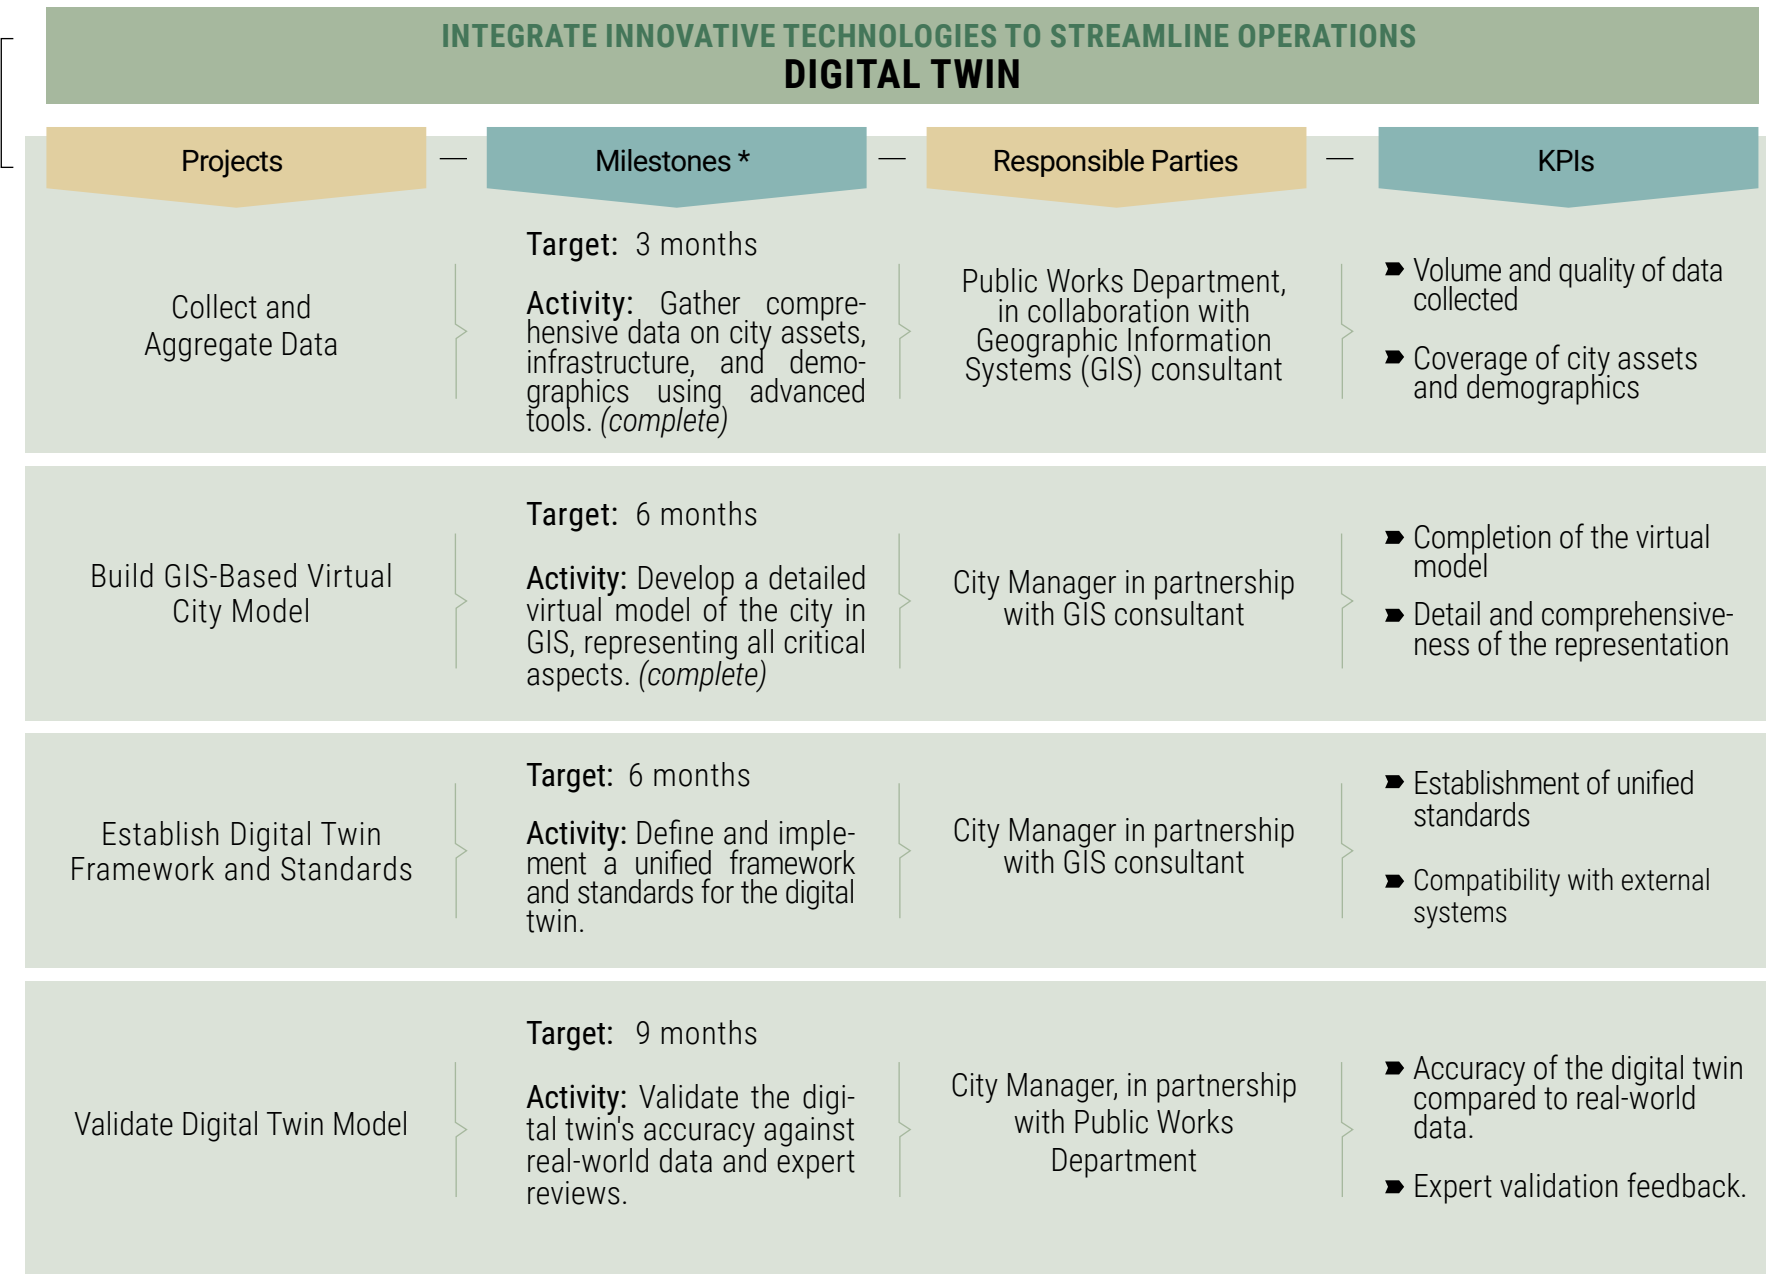 INTEGRATE INNOVATIVE TECHNOLOGIES TO STREAMLINE OPERATIONS
DIGITAL TWIN
Projects
Milestones *
Responsible Parties
KPIs
Collect and
Aggregate Data
Target: 3 months
Activity: Gather compre-
hensive data on city assets,
infrastructure, and demo-
graphics using advanced
tools. (complete)
Public Works Department,
in collaboration with
Geographic Information
Systems (GIS) consultant
Volume and quality of data
collected
Coverage of city assets
and demographics
Build GIS-Based Virtual
City Model
Target: 6 months
Activity: Develop a detailed
virtual model of the city in
GIS, representing all critical
aspects. (complete)
City Manager in partnership
with GIS consultant
Completion of the virtual
model
Detail and comprehensive-
ness of the representation
Establish Digital Twin
Framework and Standards
Target: 6 months
Activity: Define and imple-
ment a unified framework
and standards for the digital
twin.
City Manager in partnership
with GIS consultant
Establishment of unified
standards
Compatibility with external
systems
Validate Digital Twin Model
Target: 9 months
Activity: Validate the digi-
tal twin's accuracy against
real-world data and expert
reviews.
City Manager, in partnership
with Public Works
Department
Accuracy of the digital twin
compared to real-world
data.
Expert validation feedback.